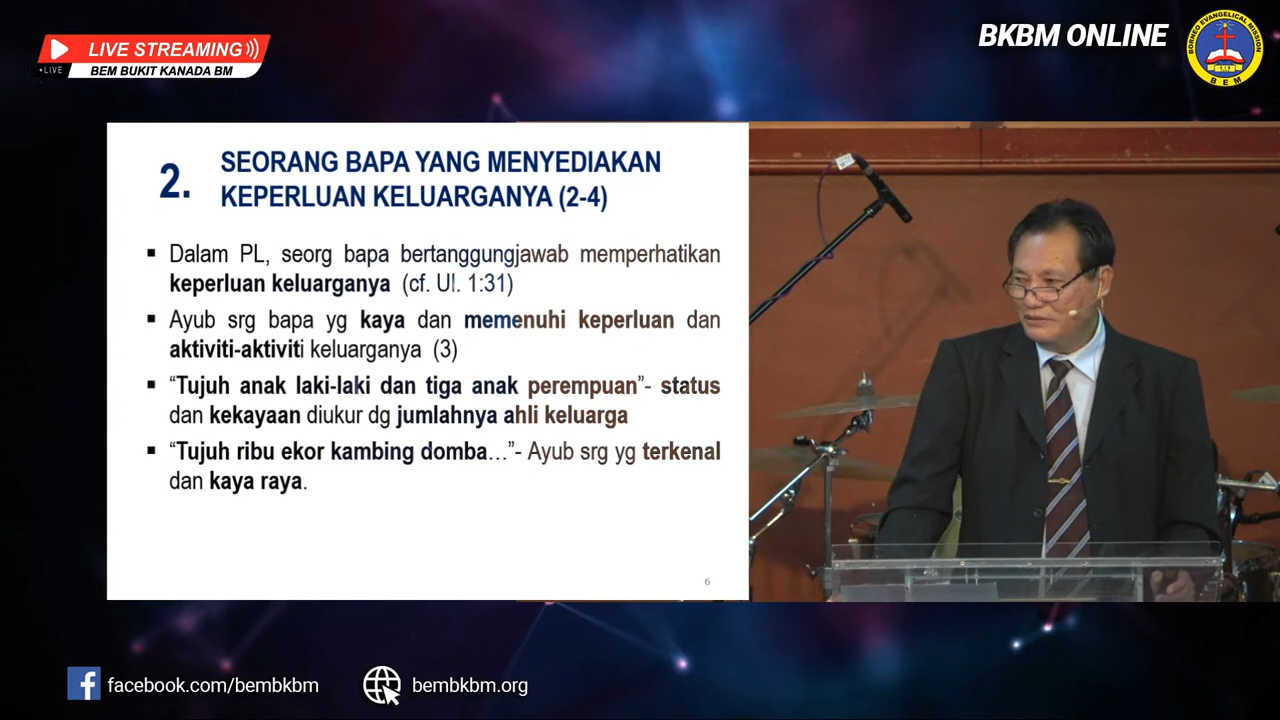 LIVE STREAMING
•LIVE
BEM BUKIT KANADA BM
BKBM ONLINE
BORNEO EVANGELICAL MISSION
B E M
2. SEORANG BAPA YANG MENYEDIAKAN
KEPERLUAN KELUARGANYA (2-4)
▪ Dalam PL, seorg bapa bertanggungjawab memperhatikan
keperluan keluarganya (cf. Ul. 1:31)
▪ Ayub srg bapa yg kaya dan memenuhi keperluan dan
aktiviti-aktiviti keluarganya (3)
▪ “Tujuh anak laki-laki dan tiga anak perempuan”- status
dan kekayaan diukur dg jumlahnya ahli keluarga
▪ “Tujuh ribu ekor kambing domba…”- Ayub srg yg terkenal
dan kaya raya.
6
facebook.com/bembkbm
bembkbm.org